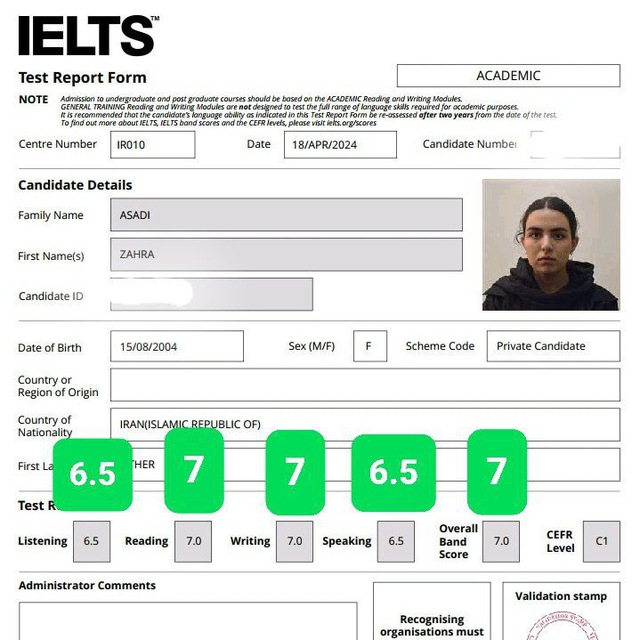 IELTS™
Test Report Form
ACADEMIC
NOTE Admission to undergraduate and post graduate courses should be based on the ACADEMIC Reading and Writing Modules.
GENERAL TRAINING Reading and Writing Modules are not designed to test the full range of language skills required for academic purposes.
It is recommended that the candidate's language ability as indicated in this Test Report Form be re-assessed after two years from the date of the test.
To find out more about IELTS, IELTS band scores and the CEFR levels, please visit ielts.org/scores
Centre Number IR010 Date 18/APR/2024 Candidate Number
Candidate Details
Family Name ASADI
First Name(s) ZAHRA
Candidate ID
Date of Birth 15/08/2004 Sex (M/F) F Scheme Code Private Candidate
Country or
Region of Origin
Country of
Nationality
IRAN(ISLAMIC REPUBLIC OF)
First
6.5 7 7 6.5 7
Test
Listening 6.5 Reading 7.0 Writing 7.0 Speaking 6.5 Overall
Band
Score
7.0 CEFR
Level
C1
Administrator Comments
Recognising
organisations must
Validation stamp